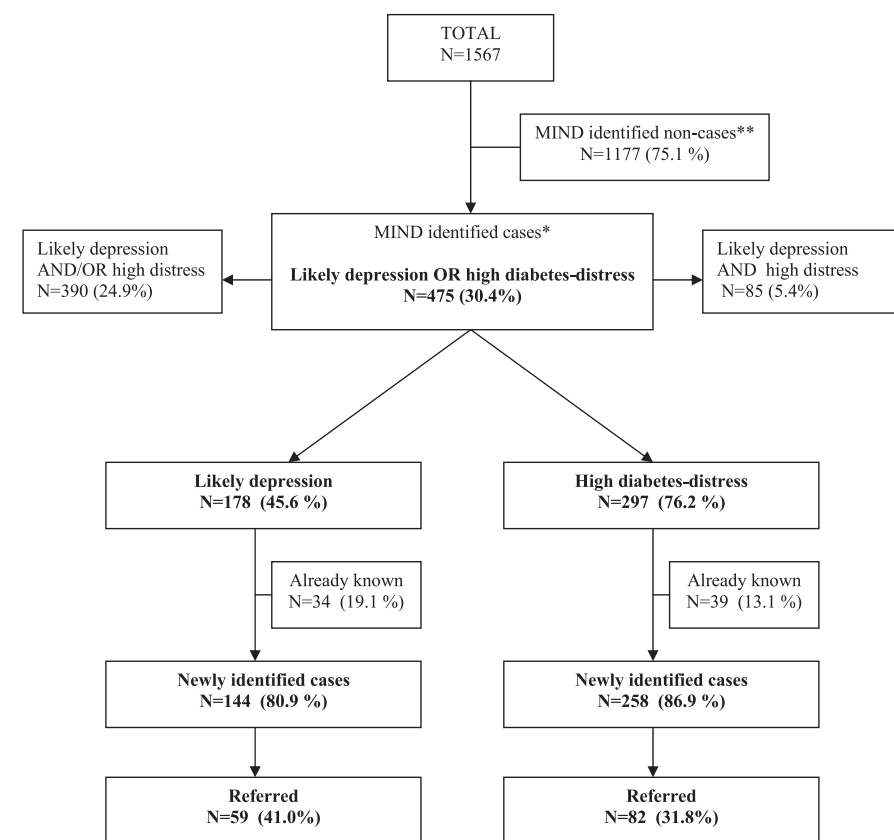 TOTAL
N=1567
MIND identified non-cases**
N=1177 (75.1 %)
MIND identified cases*
Likely depression OR high diabetes-distress
N=475 (30.4%)
Likely depression
AND/OR high distress
N=390 (24.9%)
Likely depression
AND high distress
N=85 (5.4%)
Likely depression
N=178 (45.6 %)
High diabetes-distress
N=297 (76.2 %)
Already known
N=34 (19.1 %)
Already known
N=39 (13.1 %)
Newly identified cases
N=144 (80.9 %)
Newly identified cases
N=258 (86.9 %)
Referred
N=59 (41.0%)
Referred
N=82 (31.8%)